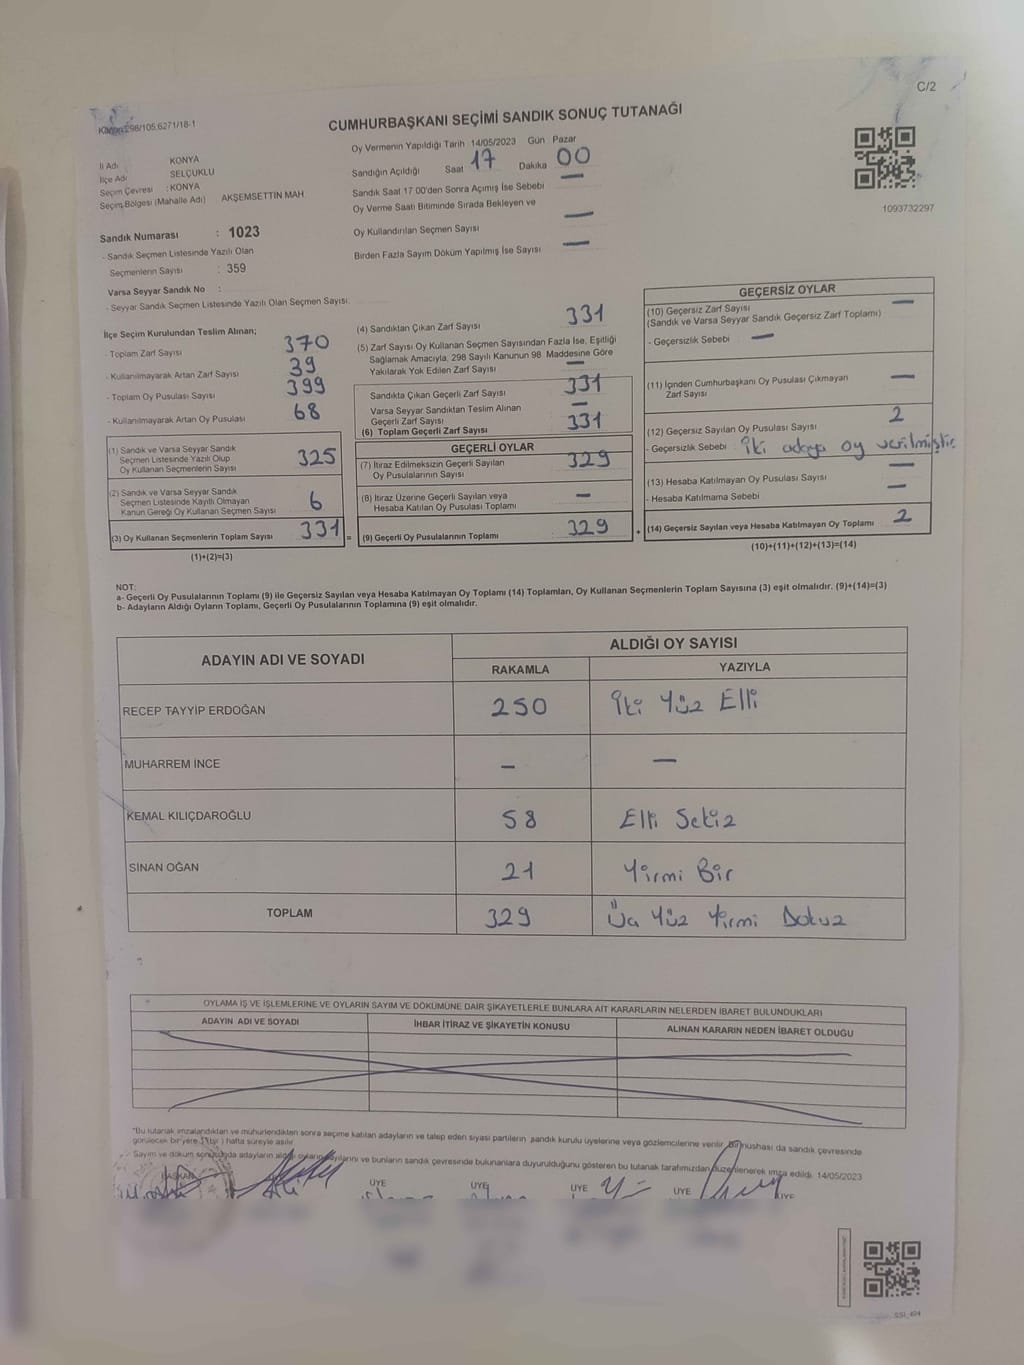 C/2
Kanun:298/105,6271/18-1
CUMHURBAŞKANI SEÇİMİ SANDIK SONUÇ TUTANAĞI
İl Adı : KONYA
İlçe Adı SELÇUKLU
Seçim Çevresi : KONYA
Seçim Bölgesi (Mahalle Adı) AKŞEMSETTİN MAH
Sandık Numarası : 1023
- Sandık Seçmen Listesinde Yazılı Olan
Seçmenlerin Sayısı : 359
Varsa Seyyar Sandık No :
- Seyyar Sandık Seçmen Listesinde Yazılı Olan Seçmen Sayısı:
Oy Vermenin Yapıldığı Tarih 14/05/2023 Gün Pazar
Sandığın Açıldığı Saat 17 Dakika 00
Sandık Saat 17:00'den Sonra Açımış İse Sebebi —
Oy Verme Saati Bitiminde Sırada Bekleyen ve
Oy Kullandırılan Seçmen Sayısı —
Birden Fazla Sayım Döküm Yapılmış İse Sayısı —
1093732297
İlçe Seçim Kurulundan Teslim Alınan;
- Toplam Zarf Sayısı 370
- Kullanılmayarak Artan Zarf Sayısı 39
- Toplam Oy Pusulası Sayısı 399
- Kullanılmayarak Artan Oy Pusulası 68
(1) Sandık ve Varsa Seyyar Sandık
Seçmen Listesinde Yazılı Olup
Oy Kullanan Seçmenlerin Sayısı 325
(2) Sandık ve Varsa Seyyar Sandık
Seçmen Listesinde Kayıtlı Olmayan
Kanun Gereği Oy Kullanan Seçmen Sayısı 6
(3) Oy Kullanan Seçmenlerin Toplam Sayısı 331 =
(1)+(2)=(3)
(4) Sandıktan Çıkan Zarf Sayısı 331
(5) Zarf Sayısı Oy Kullanan Seçmen Sayısından Fazla İse, Eşitliği
Sağlamak Amacıyla, 298 Sayılı Kanunun 98. Maddesine Göre
Yakılarak Yok Edilen Zarf Sayısı —
Sandıkta Çıkan Geçerli Zarf Sayısı 331
Varsa Seyyar Sandıktan Teslim Alınan
Geçerli Zarf Sayısı —
(6) Toplam Geçerli Zarf Sayısı 331
GEÇERLİ OYLAR
(7) İtiraz Edilmeksizin Geçerli Sayılan
Oy Pusulalarının Sayısı 329
(8) İtiraz Üzerine Geçerli Sayılan veya
Hesaba Katılan Oy Pusulası Toplamı —
(9) Geçerli Oy Pusulalarının Toplamı 329 +
GEÇERSİZ OYLAR
(10) Geçersiz Zarf Sayısı —
(Sandık ve Varsa Seyyar Sandık Geçersiz Zarf Toplamı)
- Geçersizlik Sebebi : —
(11) İçinden Cumhurbaşkanı Oy Pusulası Çıkmayan
Zarf Sayısı —
(12) Geçersiz Sayılan Oy Pusulası Sayısı 2
- Geçersizlik Sebebi : iki adaya oy verilmiştir
(13) Hesaba Katılmayan Oy Pusulası Sayısı —
- Hesaba Katılmama Sebebi —
(14) Geçersiz Sayılan veya Hesaba Katılmayan Oy Toplamı 2
(10)+(11)+(12)+(13)=(14)
NOT:
a- Geçerli Oy Pusulalarının Toplamı (9) ile Geçersiz Sayılan veya Hesaba Katılmayan Oy Toplamı (14) Toplamları, Oy Kullanan Seçmenlerin Toplam Sayısına (3) eşit olmalıdır. (9)+(14)=(3)
b- Adayların Aldığı Oyların Toplamı, Geçerli Oy Pusulalarının Toplamına (9) eşit olmalıdır.
ADAYIN ADI VE SOYADI ALDIĞI OY SAYISI
RAKAMLA YAZIYLA
RECEP TAYYİP ERDOĞAN 250 İki Yüz Elli
MUHARREM İNCE — —
KEMAL KILIÇDAROĞLU 58 Elli Sekiz
SİNAN OĞAN 21 Yirmi Bir
TOPLAM 329 Üç Yüz Yirmi Dokuz
OYLAMA İŞ VE İŞLEMLERİNE VE OYLARIN SAYIM VE DÖKÜMÜNE DAİR ŞİKAYETLERLE BUNLARA AİT KARARLARIN NELERDEN İBARET BULUNDUKLARI
ADAYIN ADI VE SOYADI İHBAR İTİRAZ VE ŞİKAYETİN KONUSU ALINAN KARARIN NEDEN İBARET OLDUĞU
*Bu tutanak imzalandıktan ve mühürlendikten sonra seçime katılan adayların ve talep eden siyasi partilerin sandık kurulu üyelerine veya gözlemcilerine verilir. Bir nüshası da sandık çevresinde
görülecek bir yere 1 (bir) hafta süreyle asılır.
- Sayım ve döküm sonucunda adayların aldığı oyların sayılarını ve bunların sandık çevresinde bulunanlara duyurulduğunu gösteren bu tutanak tarafımızdan düzenlenerek imza edildi. 14/05/2023
BAŞKAN ÜYE ÜYE ÜYE ÜYE ÜYE